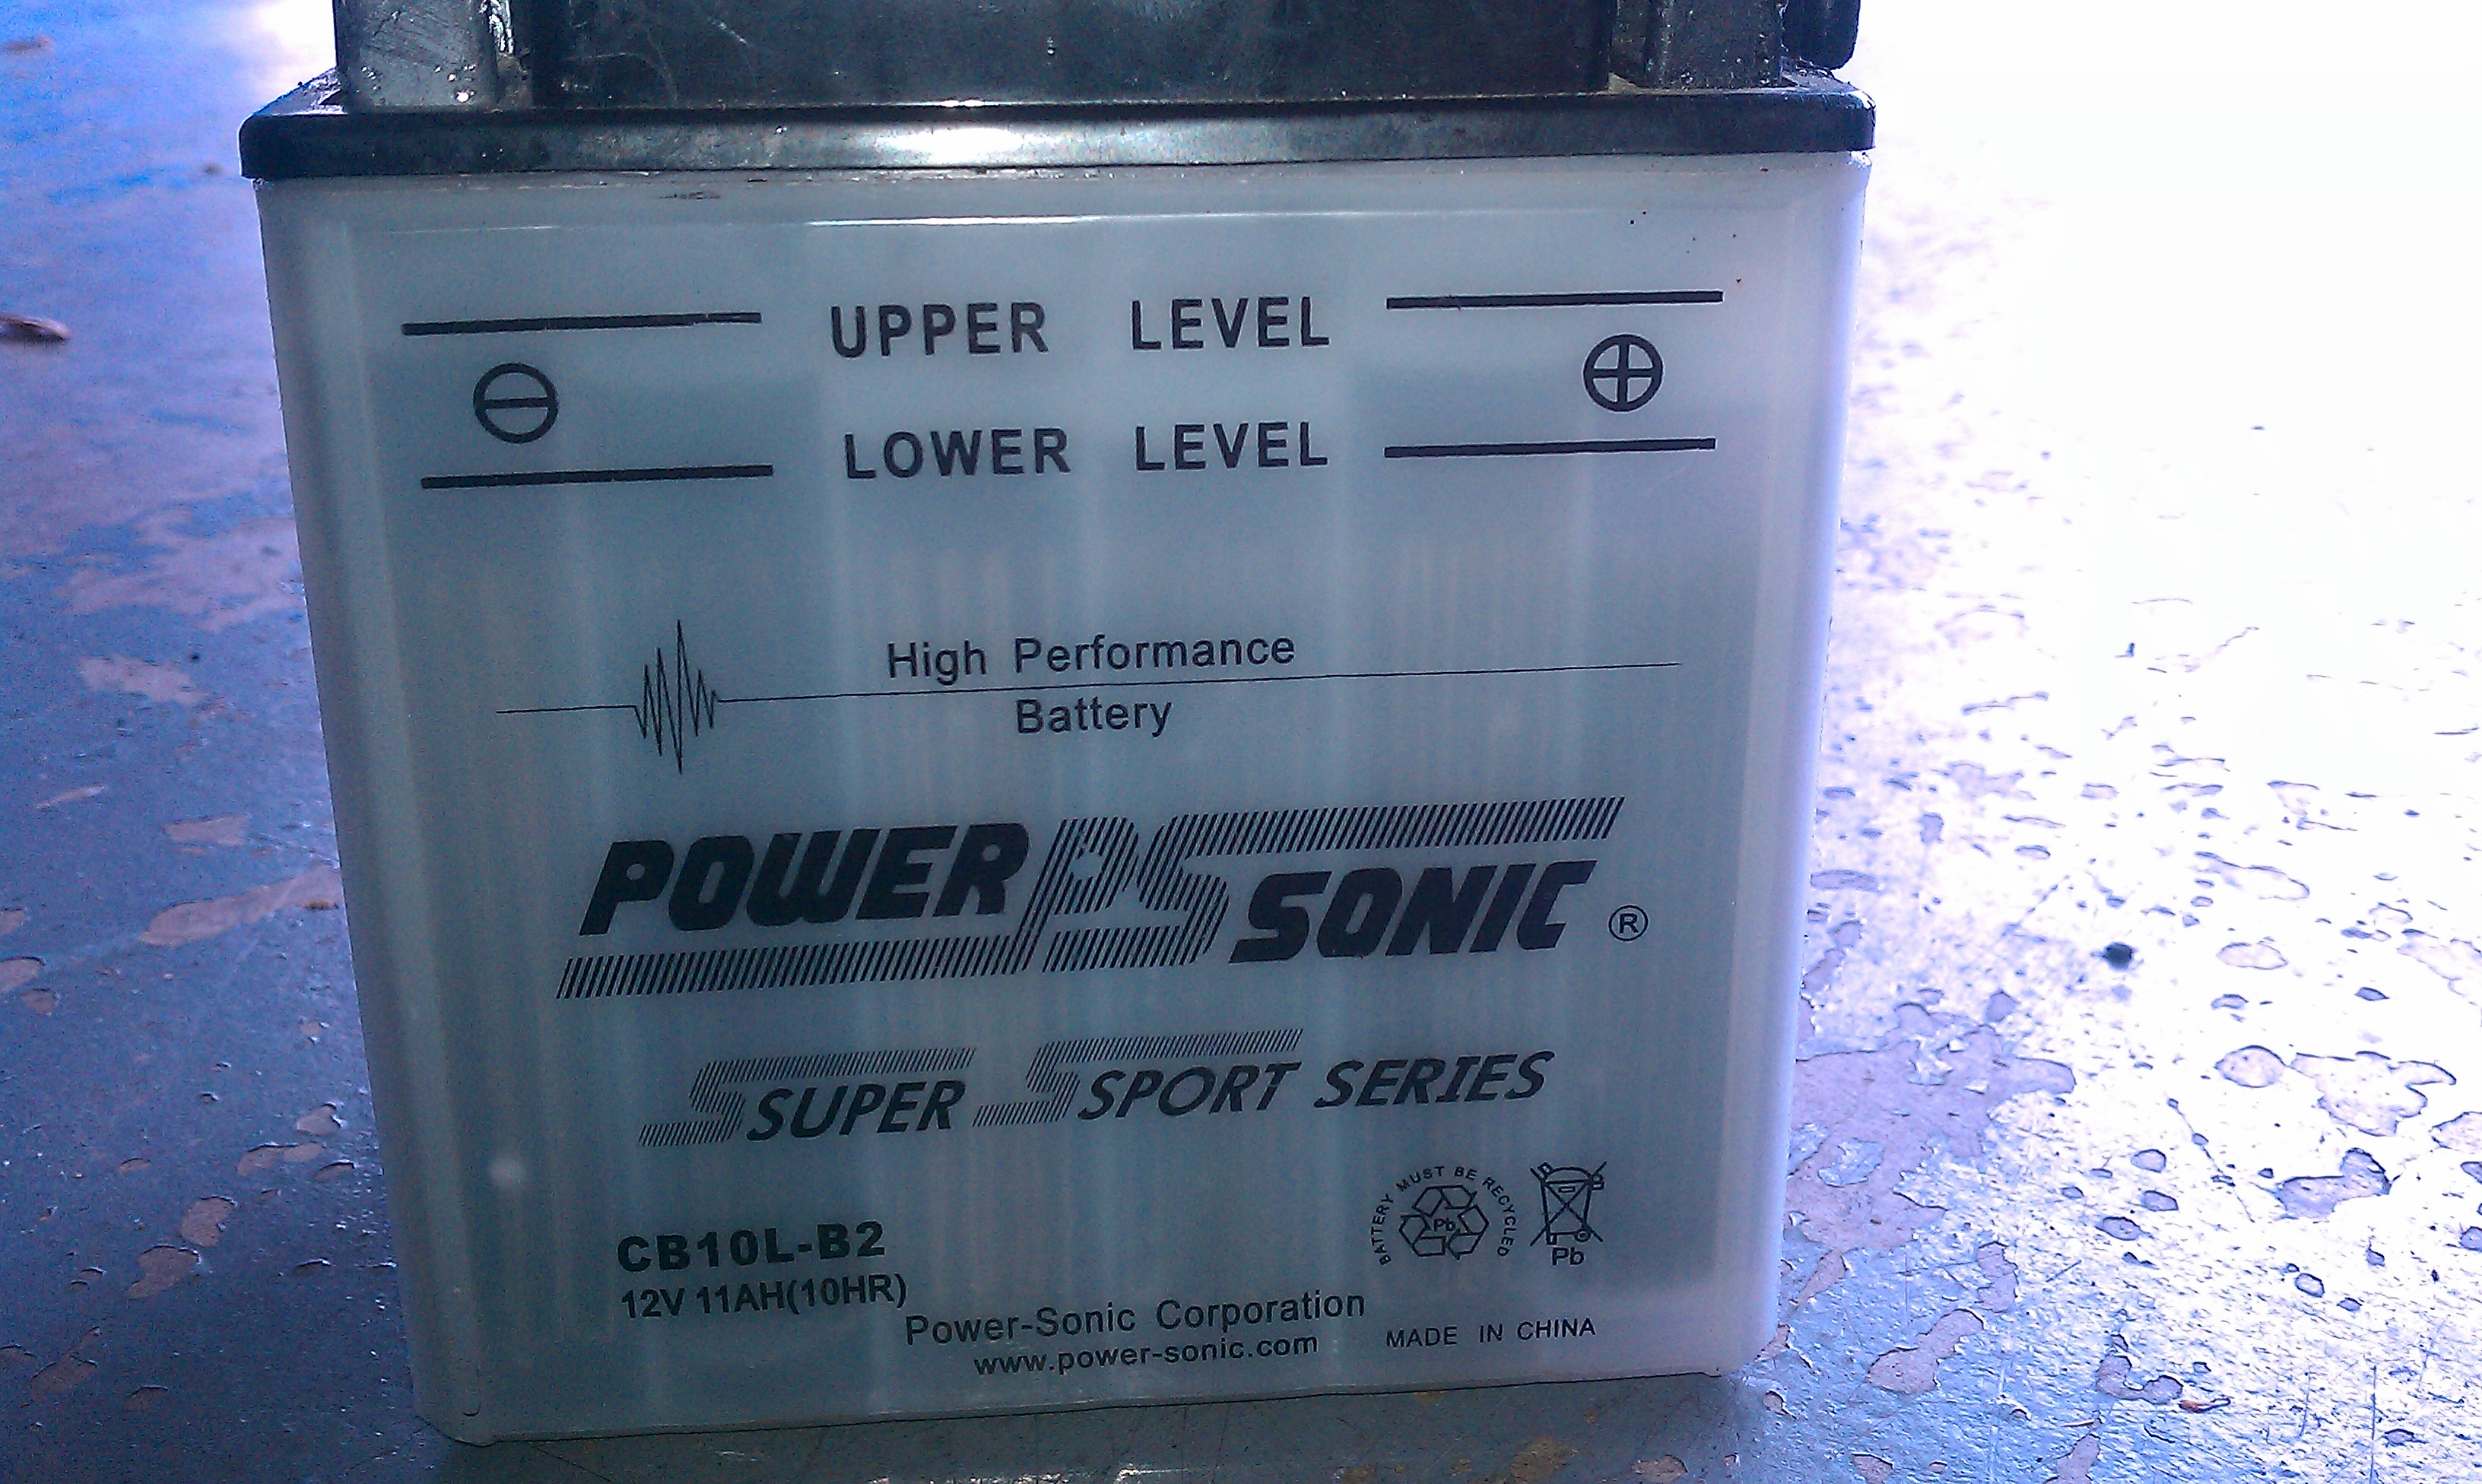 UPPER LEVEL
LOWER LEVEL
High Performance
Battery
POWER PS SONIC ®
S SUPER S SPORT SERIES
BATTERY MUST BE RECYCLED
Pb
Pb
CB10L-B2
12V 11AH(10HR)
Power-Sonic Corporation
www.power-sonic.com
MADE IN CHINA